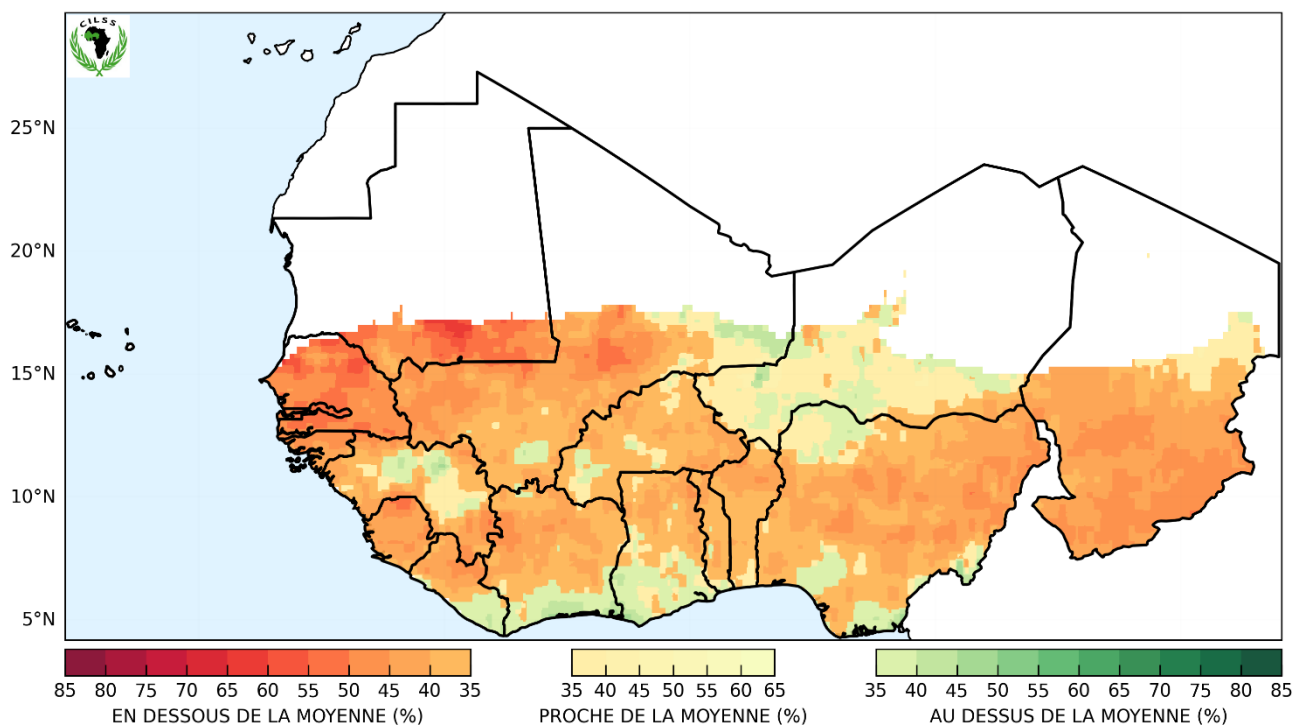 CILSS
25°N
20°N
15°N
10°N
5°N
85 80 75 70 65 60 55 50 45 40 35
EN DESSOUS DE LA MOYENNE (%)
35 40 45 50 55 60 65
PROCHE DE LA MOYENNE (%)
35 40 45 50 55 60 65 70 75 80 85
AU DESSUS DE LA MOYENNE (%)